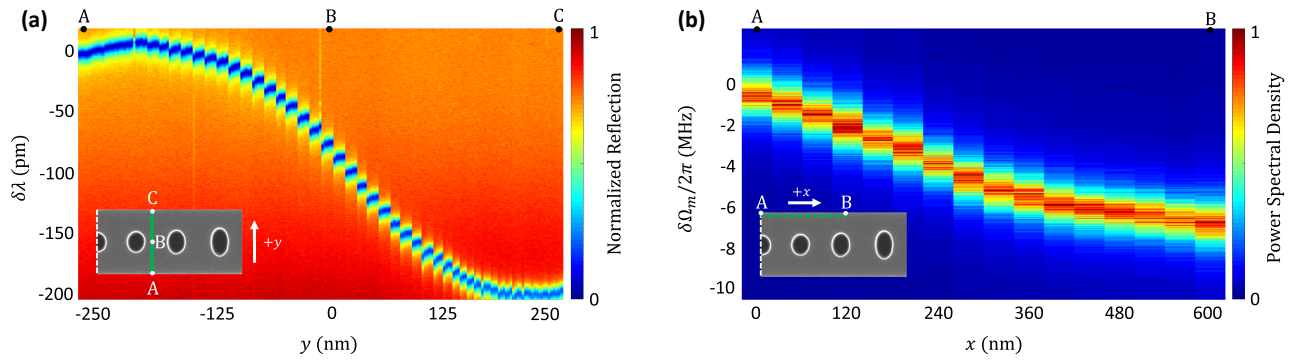 (a)
A B C
0
-50
-100
-150
-200
δλ (pm)
-250 -125 0 125 250
y (nm)
C
B
A
+y
1
0
Normalized Reflection
(b)
A B
0
-2
-4
-6
-8
-10
δΩm/2π (MHz)
0 120 240 360 480 600
x (nm)
+x
A B
1
0
Power Spectral Density